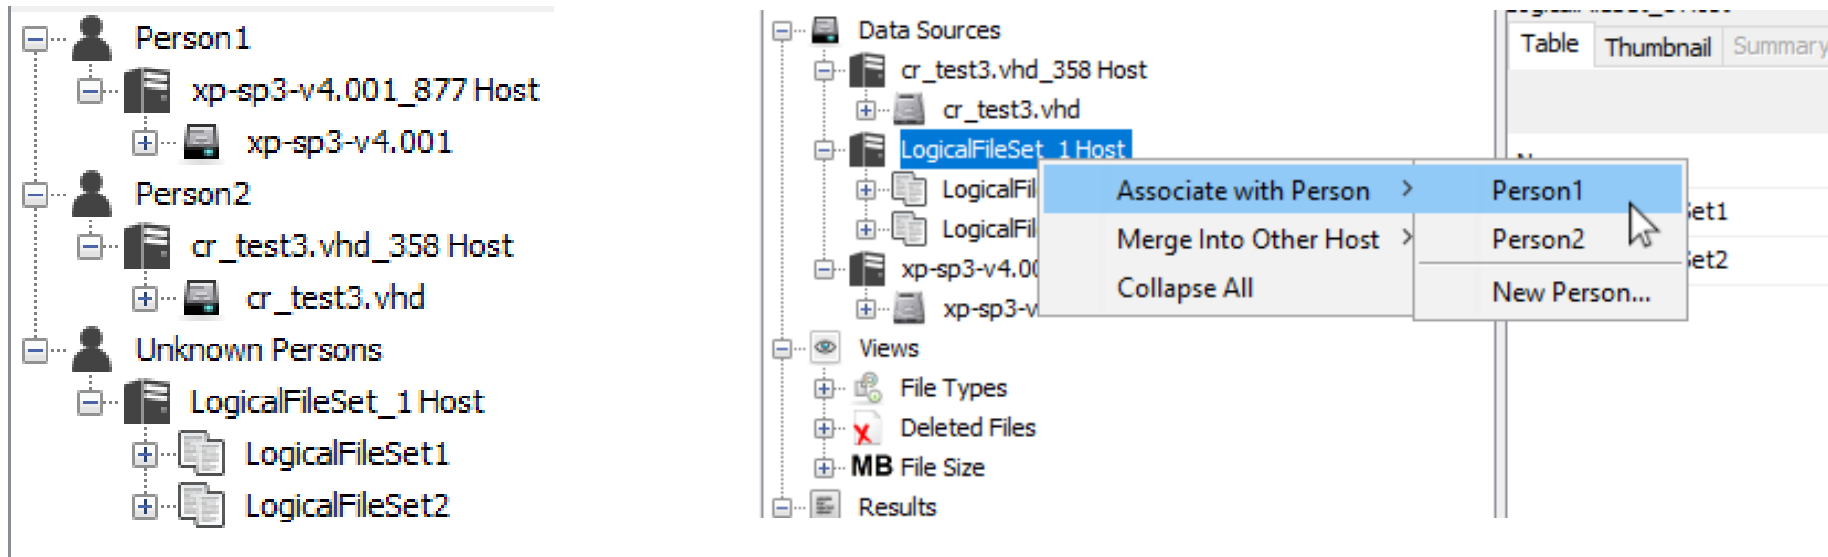 Person1
xp-sp3-v4.001_877 Host
xp-sp3-v4.001
Person2
cr_test3.vhd_358 Host
cr_test3.vhd
Unknown Persons
LogicalFileSet_1 Host
LogicalFileSet1
LogicalFileSet2
Data Sources
cr_test3.vhd_358 Host
cr_test3.vhd
LogicalFileSet_1 Host
LogicalFil
LogicalFil
xp-sp3-v4.00
xp-sp3-v
Views
File Types
Deleted Files
MB File Size
Results
Associate with Person
Merge Into Other Host
Collapse All
Person1
Person2
New Person...
Table Thumbnail Summary
Set1
Set2